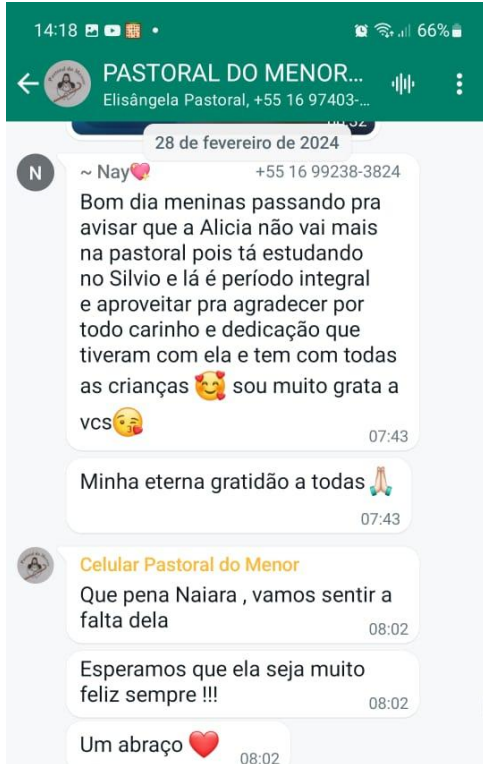 14:18
66%
PASTORAL DO MENOR...
Elisângela Pastoral, +55 16 97403-...
28 de fevereiro de 2024
N
~ Nay💖 +55 16 99238-3824
Bom dia meninas passando pra
avisar que a Alicia não vai mais
na pastoral pois tá estudando
no Silvio e lá é período integral
e aproveitar pra agradecer por
todo carinho e dedicação que
tiveram com ela e tem com todas
as crianças 🥰 sou muito grata a
vcs😘
07:43
Minha eterna gratidão a todas🙏🏻
07:43
Celular Pastoral do Menor
Que pena Naiara , vamos sentir a
falta dela
08:02
Esperamos que ela seja muito
feliz sempre !!!
08:02
Um abraço ❤️
08:02